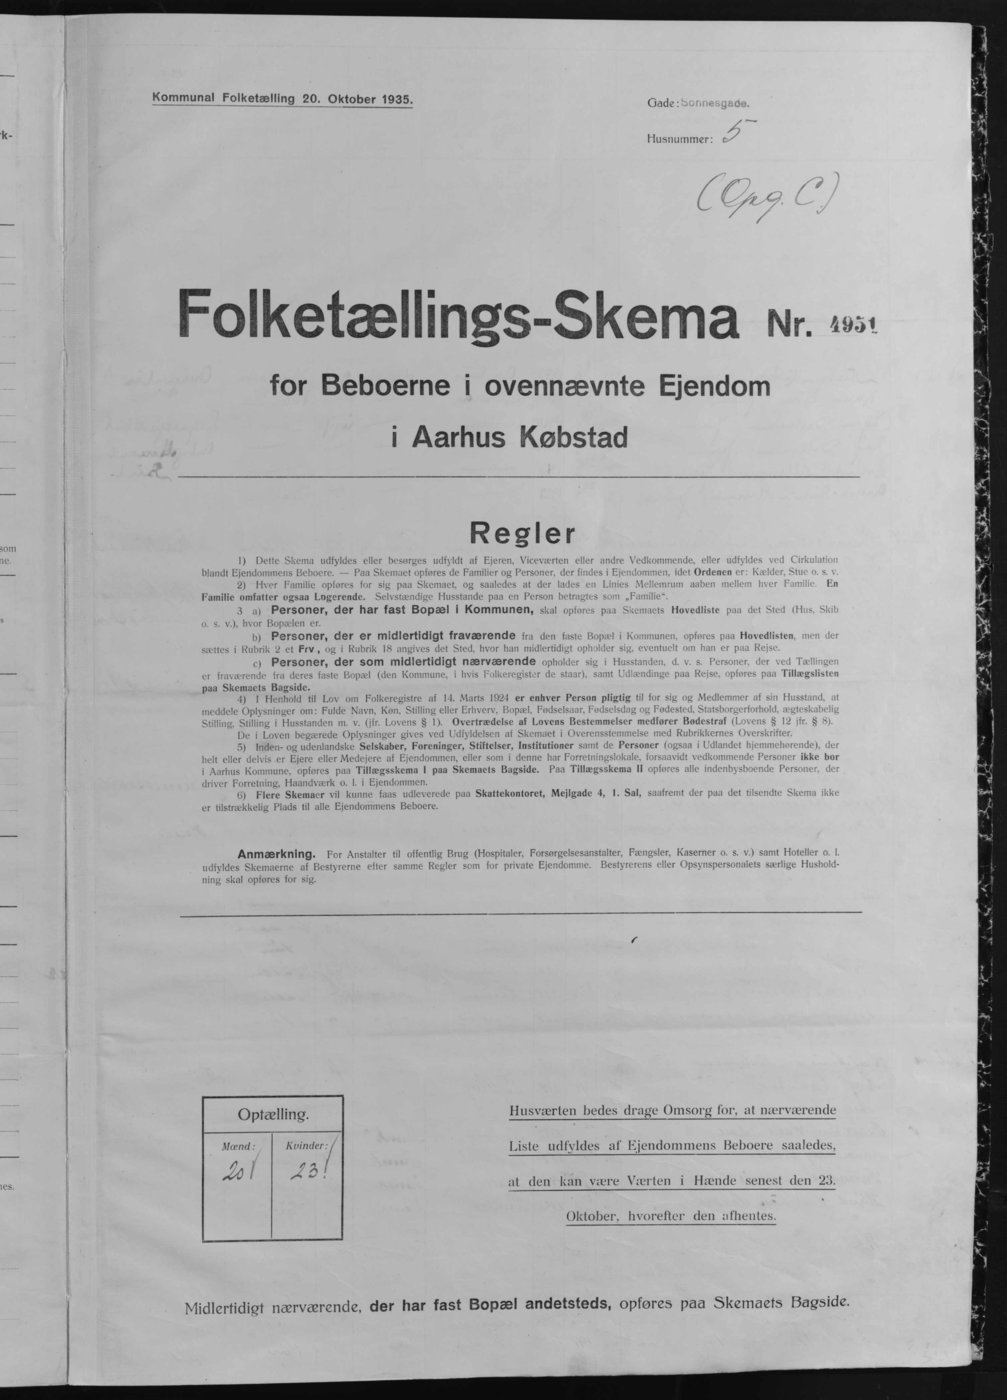 Kommunal Folketælling 20. Oktober 1935.
Gade: Sonnesgade.
Husnummer: 5
(Opg. C)
Folketællings-Skema Nr. 4951
for Beboerne i ovennævnte Ejendom
i Aarhus Købstad
Regler
1) Dette Skema udfyldes eller besørges udfyldt af Ejeren, Viceværten eller andre Vedkommende, eller udfyldes ved Cirkulation
blandt Ejendommens Beboere. — Paa Skemaet opføres de Familier og Personer, der findes i Ejendommen, idet Ordenen er: Kælder, Stue o. s. v.
2) Hver Familie opføres for sig paa Skemaet, og saaledes at der lades en Linies Mellemrum aaben mellem hver Familie. En
Familie omfatter ogsaa Logerende. Selvstændige Husstande paa en Person betragtes som „Familie“.
3 a) Personer, der har fast Bopæl i Kommunen, skal opføres paa Skemaets Hovedliste paa det Sted (Hus, Skib
o. s. v.), hvor Bopælen er.
b) Personer, der er midlertidigt fraværende fra den faste Bopæl i Kommunen, opføres paa Hovedlisten, men der
sættes i Rubrik 2 et Frv., og i Rubrik 18 angives det Sted, hvor han midlertidigt opholder sig, eventuelt om han er paa Rejse.
c) Personer, der som midlertidigt nærværende opholder sig i Husstanden, d. v. s. Personer, der ved Tællingen
er fraværende fra deres faste Bopæl (den Kommune, i hvis Folkeregister de staar), samt Udlændinge paa Rejse, opføres paa Tillægslisten
paa Skemaets Bagside.
4) I Henhold til Lov om Folkeregistre af 14. Marts 1924 er enhver Person pligtig til for sig og Medlemmer af sin Husstand, at
meddele Oplysninger om: Fulde Navn, Køn, Stilling eller Erhverv, Bopæl, Fødselsaar, Fødselsdag og Fødested, Statsborgerforhold, ægteskabelig
Stilling, Stilling i Husstanden m. v. (jfr. Lovens § 1). Overtrædelse af Lovens Bestemmelser medfører Bødestraf (Lovens § 12 jfr. § 8).
De i Loven begærede Oplysninger gives ved Udfyldelsen af Skemaet i Overensstemmelse med Rubrikkernes Overskrifter.
5) Inden- og udenlandske Selskaber, Foreninger, Stiftelser, Institutioner samt de Personer (ogsaa i Udlandet hjemmehørende), der
helt eller delvis er Ejere eller Medejere af Ejendommen, eller som i denne har Forretningslokale, forsaavidt vedkommende Personer ikke bor
i Aarhus Kommune, opføres paa Tillægsskema I paa Skemaets Bagside. Paa Tillægsskema II opføres alle indenbysboende Personer, der
driver Forretning, Haandværk o. l. i Ejendommen.
6) Flere Skemaer vil kunne faas udleverede paa Skattekontoret, Mejlgade 4, 1. Sal, saafremt der paa det tilsendte Skema ikke
er tilstrækkelig Plads til alle Ejendommens Beboere.
Anmærkning. For Anstalter til offentlig Brug (Hospitaler, Forsørgelsesanstalter, Fængsler, Kaserner o. s. v.) samt Hoteller o. l.
udfyldes Skemaerne af Bestyrerne efter samme Regler som for private Ejendomme. Bestyrerens eller Opsynspersonalets særlige Hushold-
ning skal opføres for sig.
Optælling.
Mænd: Kvinder:
20 23
Husværten bedes drage Omsorg for, at nærværende
Liste udfyldes af Ejendommens Beboere saaledes,
at den kan være Værten i Hænde senest den 23.
Oktober, hvorefter den afhentes.
Midlertidigt nærværende, der har fast Bopæl andetsteds, opføres paa Skemaets Bagside.